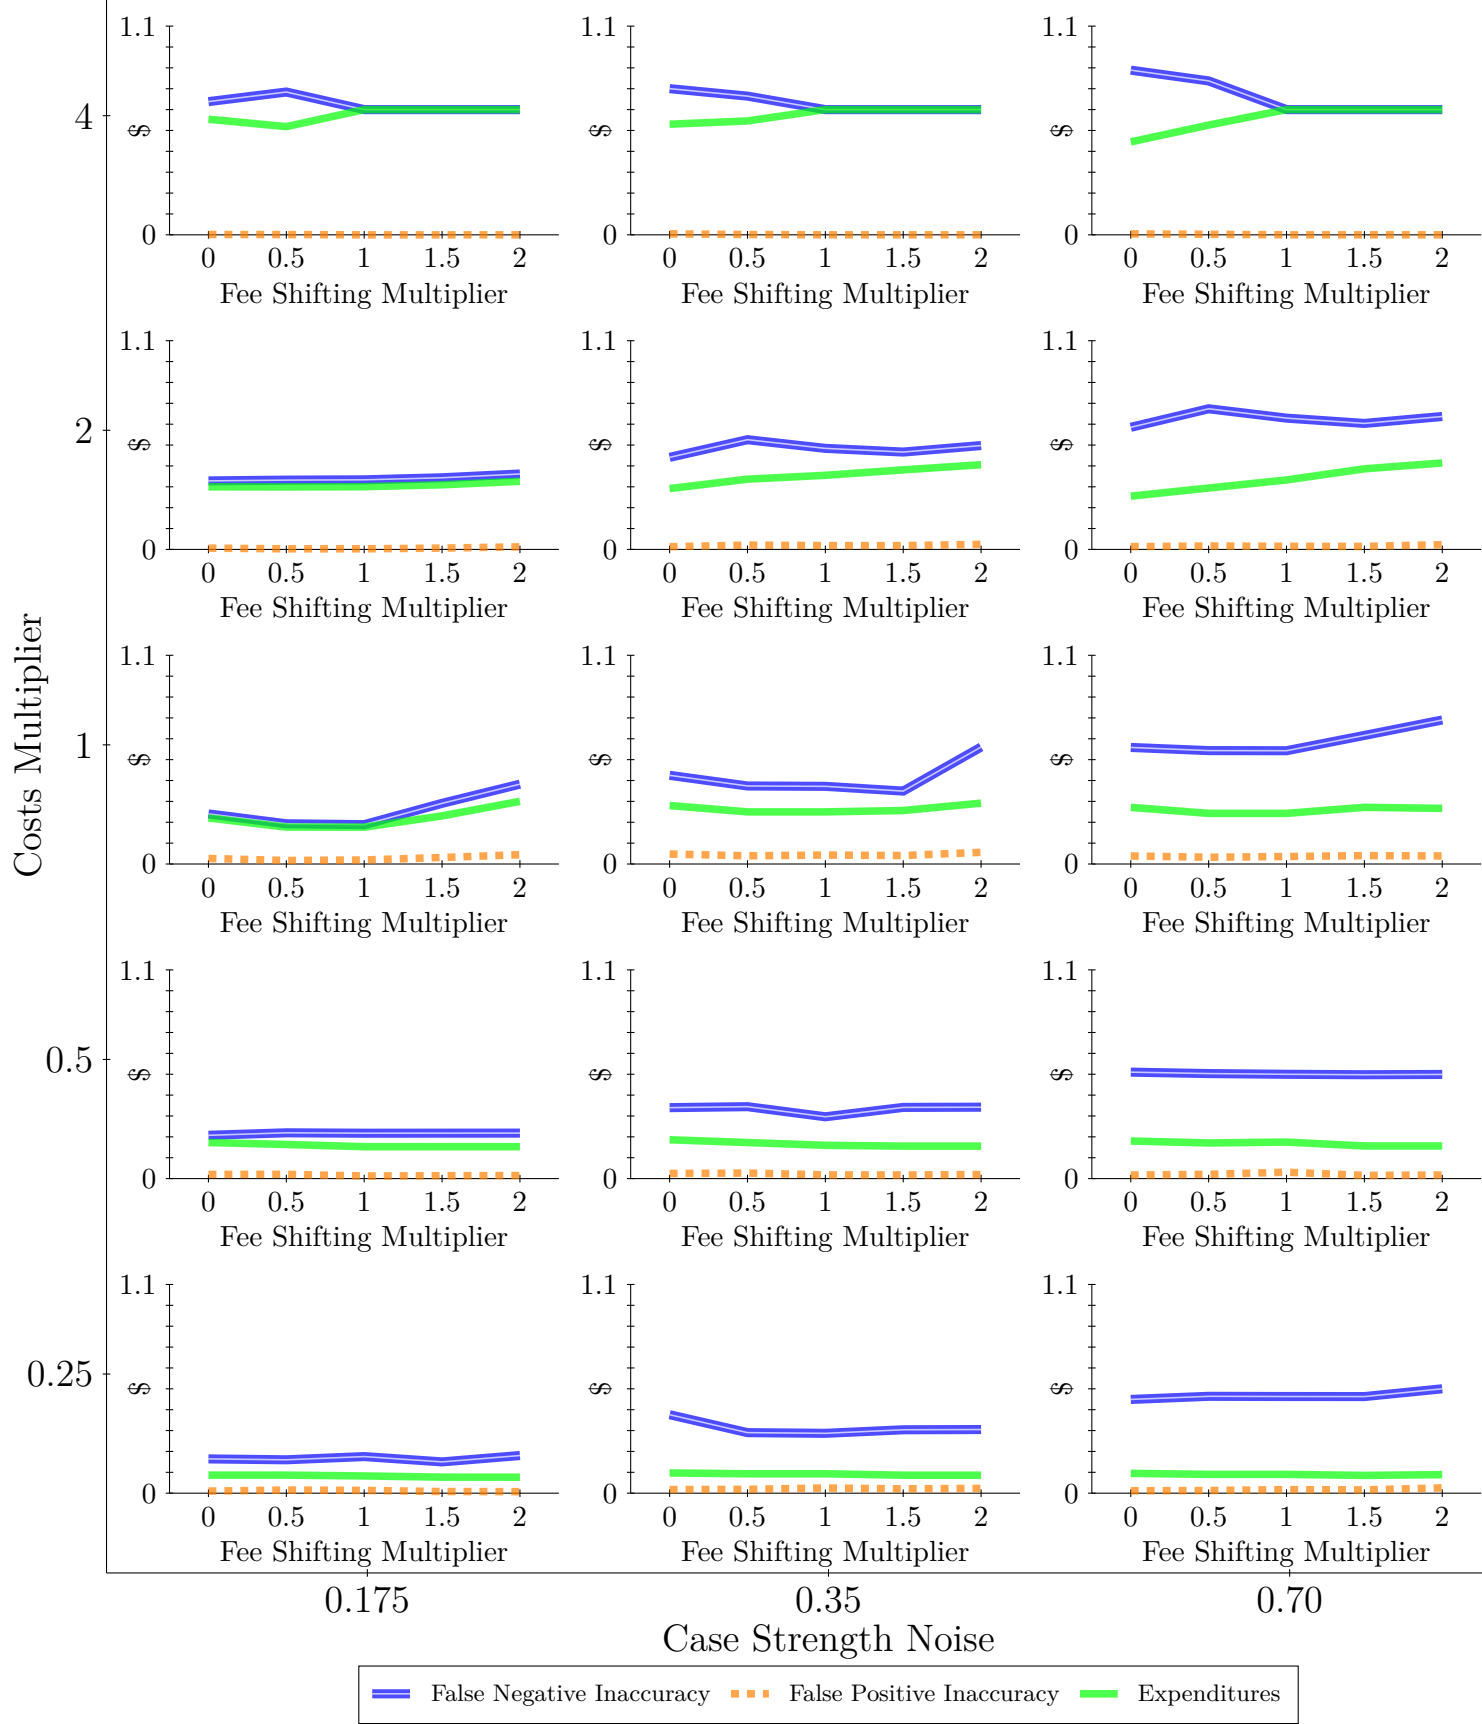 1.1 1.1 1.1
4 $ $ $
0 0 0
0 0.5 1 1.5 2 0 0.5 1 1.5 2 0 0.5 1 1.5 2
Fee Shifting Multiplier Fee Shifting Multiplier Fee Shifting Multiplier
1.1 1.1 1.1
2 $ $ $
0 0 0
0 0.5 1 1.5 2 0 0.5 1 1.5 2 0 0.5 1 1.5 2
Fee Shifting Multiplier Fee Shifting Multiplier Fee Shifting Multiplier
Costs Multiplier
1.1 1.1 1.1
1 $ $ $
0 0 0
0 0.5 1 1.5 2 0 0.5 1 1.5 2 0 0.5 1 1.5 2
Fee Shifting Multiplier Fee Shifting Multiplier Fee Shifting Multiplier
1.1 1.1 1.1
0.5 $ $ $
0 0 0
0 0.5 1 1.5 2 0 0.5 1 1.5 2 0 0.5 1 1.5 2
Fee Shifting Multiplier Fee Shifting Multiplier Fee Shifting Multiplier
1.1 1.1 1.1
0.25 $ $ $
0 0 0
0 0.5 1 1.5 2 0 0.5 1 1.5 2 0 0.5 1 1.5 2
Fee Shifting Multiplier Fee Shifting Multiplier Fee Shifting Multiplier
0.175 0.35 0.70
Case Strength Noise
False Negative Inaccuracy False Positive Inaccuracy Expenditures